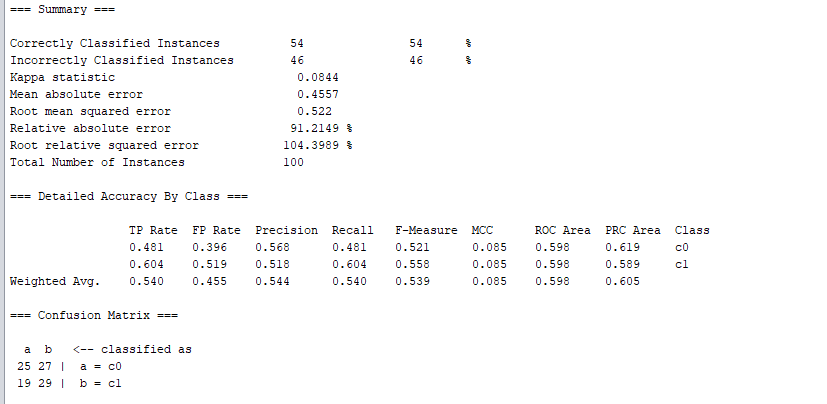 === Summary ===
Correctly Classified Instances 54 54 %
Incorrectly Classified Instances 46 46 %
Kappa statistic 0.0844
Mean absolute error 0.4557
Root mean squared error 0.522
Relative absolute error 91.2149 %
Root relative squared error 104.3989 %
Total Number of Instances 100
=== Detailed Accuracy By Class ===
TP Rate FP Rate Precision Recall F-Measure MCC ROC Area PRC Area Class
0.481 0.396 0.568 0.481 0.521 0.085 0.598 0.619 c0
0.604 0.519 0.518 0.604 0.558 0.085 0.598 0.589 c1
Weighted Avg. 0.540 0.455 0.544 0.540 0.539 0.085 0.598 0.605
=== Confusion Matrix ===
a b <-- classified as
25 27 | a = c0
19 29 | b = c1